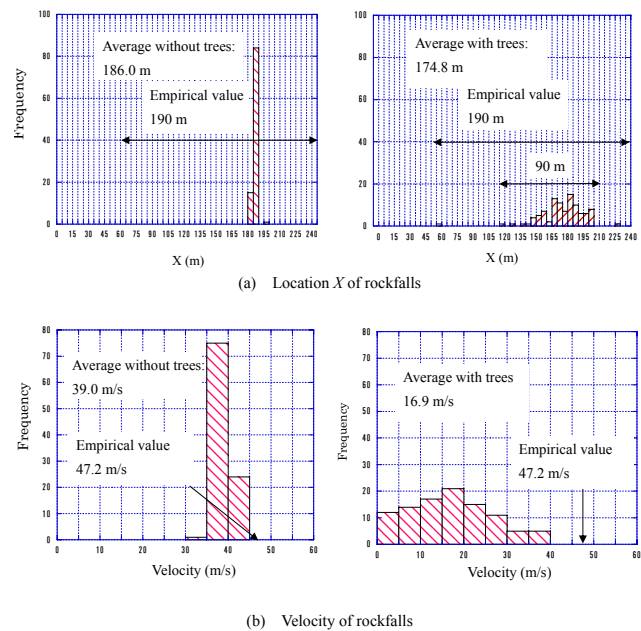 Frequency
100
80
60
40
20
0
Average without trees:
186.0 m
Empirical value
190 m
0 15 30 45 60 75 90 105 120 135 150 165 180 195 210 225 240
X (m)
100
80
60
40
20
0
Average with trees:
174.8 m
Empirical value
190 m
90 m
0 15 30 45 60 75 90 105 120 135 150 165 180 195 210 225 240
X (m)
(a) Location X of rockfalls
Frequency
80
70
60
50
40
30
20
10
0
Average without trees:
39.0 m/s
Empirical value
47.2 m/s
0 10 20 30 40 50 60
Velocity (m/s)
Frequency
80
70
60
50
40
30
20
10
0
Average with trees
16.9 m/s
Empirical value
47.2 m/s
0 10 20 30 40 50 60
Velocity (m/s)
(b) Velocity of rockfalls